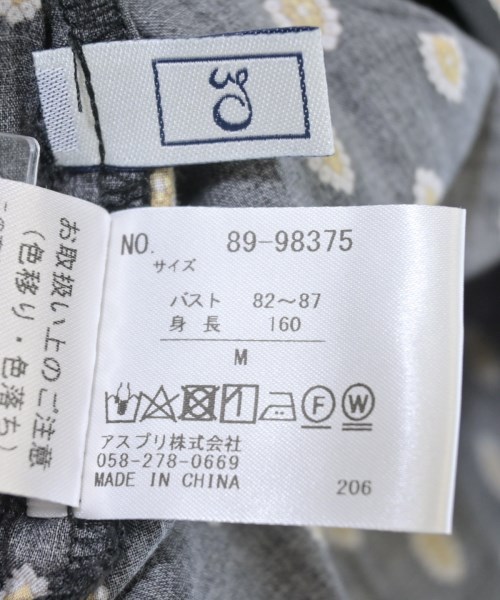 NO. 89-98375
サイズ
バスト 82～87
身長 160
M
F W
アスブリ株式会社
058-278-0669
MADE IN CHINA 206
お取扱い上のご注意
（色移り・色落ち）